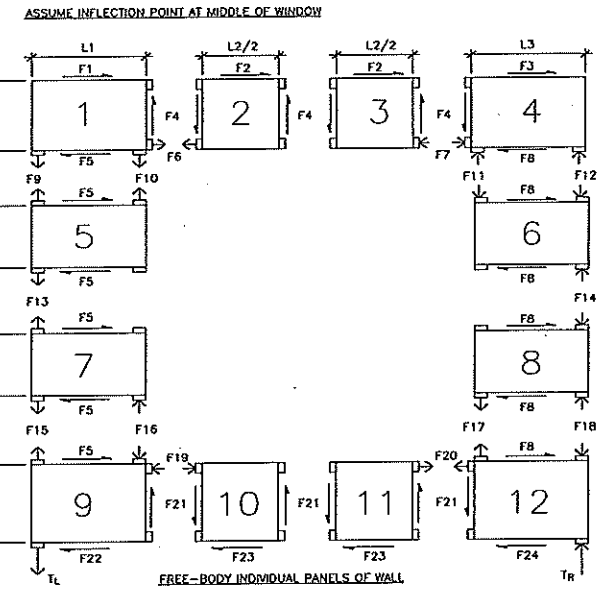 ASSUME INFLECTION POINT AT MIDDLE OF WINDOW
L1 L2/2 L2/2 L3
F1 F2 F2 F3
1 F4 2 F4 3 F4 4
F6 F7
F5 F8
F9 F10 F11 F12
F5 F8
5 6
F5 F8
F13 F14
F5 F8
7 8
F5 F8
F15 F16 F17 F18
F5 F19 F20 F8
9 F21 10 F21 11 F21 12
F22 F23 F23 F24
TL TR
FREE-BODY INDIVIDUAL PANELS OF WALL